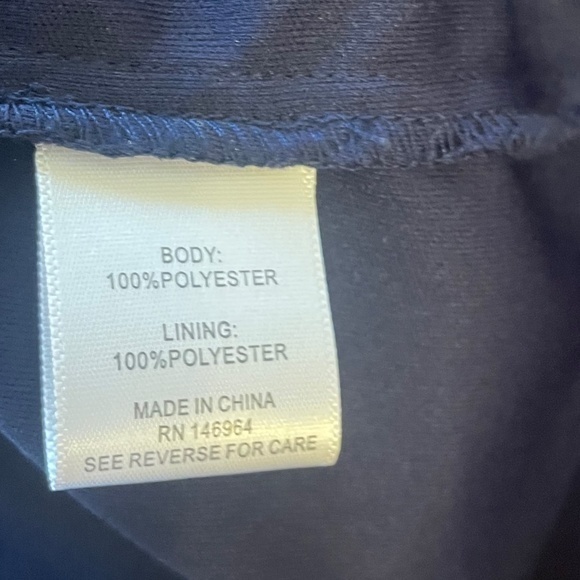 BODY:
100%POLYESTER
LINING:
100%POLYESTER
MADE IN CHINA
RN 146964
SEE REVERSE FOR CARE